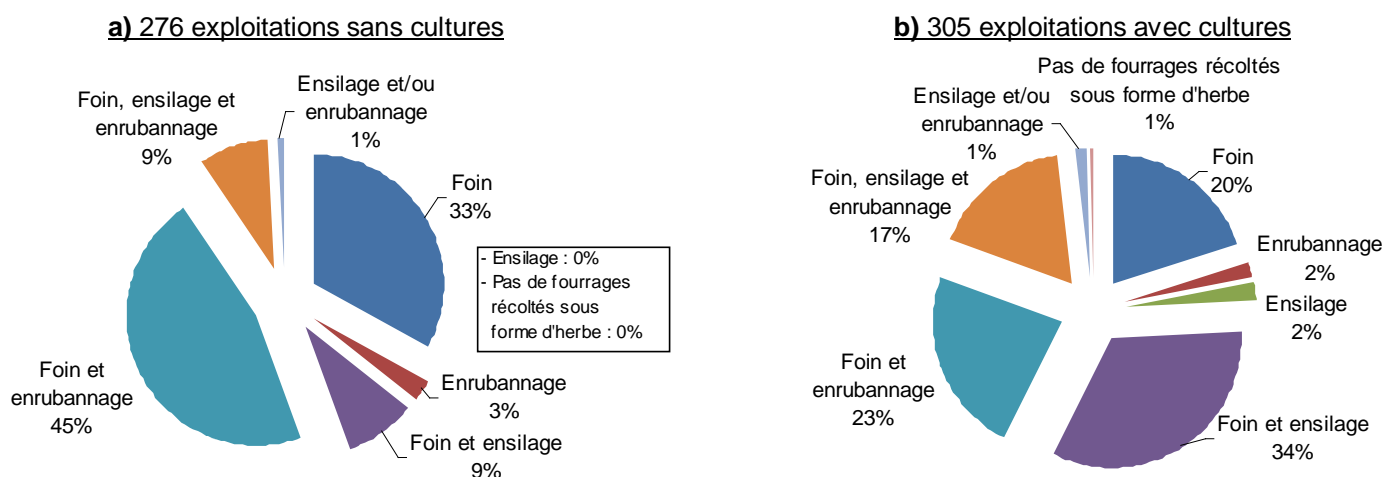 a) 276 exploitations sans cultures
Ensilage et/ou
enrubannage
1%
Foin, ensilage et
enrubannage
9%
Foin
33%
- Ensilage : 0%
- Pas de fourrages
récoltés sous
forme d'herbe : 0%
Foin et
enrubannage
45%
Enrubannage
3%
Foin et ensilage
9%
b) 305 exploitations avec cultures
Pas de fourrages récoltés
sous forme d'herbe
1%
Ensilage et/ou
enrubannage
1%
Foin
20%
Foin, ensilage et
enrubannage
17%
Enrubannage
2%
Ensilage
2%
Foin et
enrubannage
23%
Foin et ensilage
34%